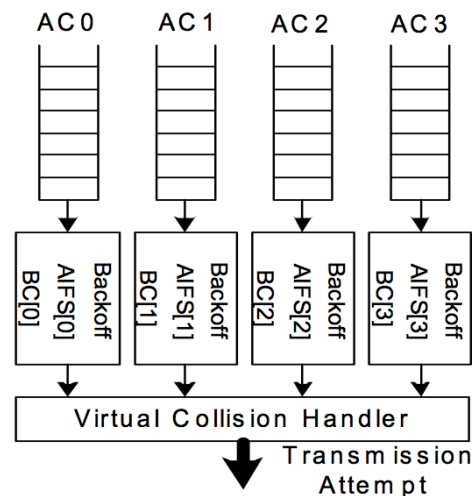 AC0 AC1 AC2 AC3
Backoff
AIFS[0]
BC[0]
Backoff
AIFS[1]
BC[1]
Backoff
AIFS[2]
BC[2]
Backoff
AIFS[3]
BC[3]
Virtual Collision Handler
Transmission
Attempt